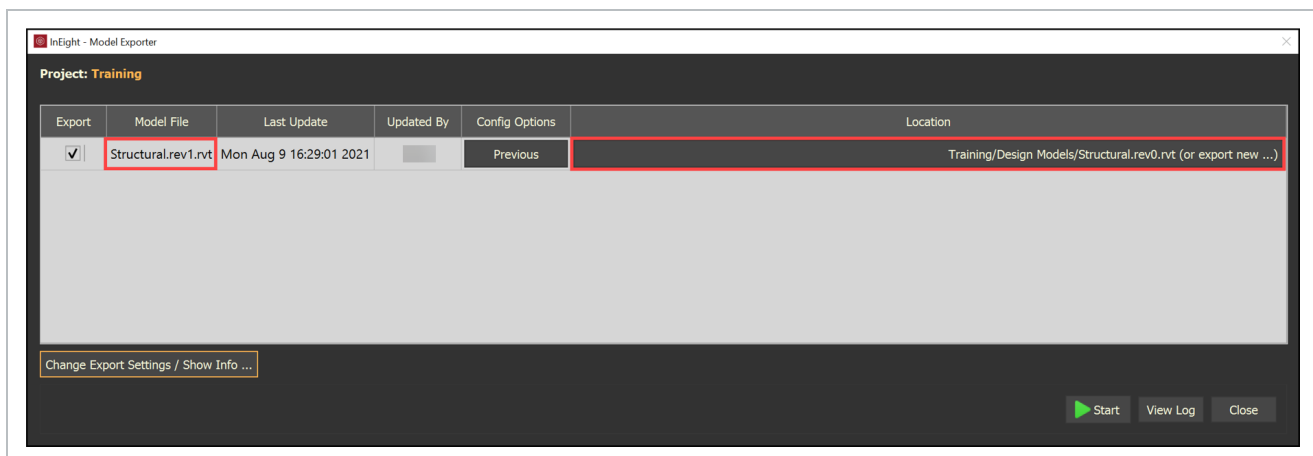 InEight - Model Exporter
Project: Training
Export Model File Last Update Updated By Config Options Location
Structural.rev1.rvt Mon Aug 9 16:29:01 2021 Previous Training/Design Models/Structural.rev0.rvt (or export new ...)
Change Export Settings / Show Info ...
Start View Log Close